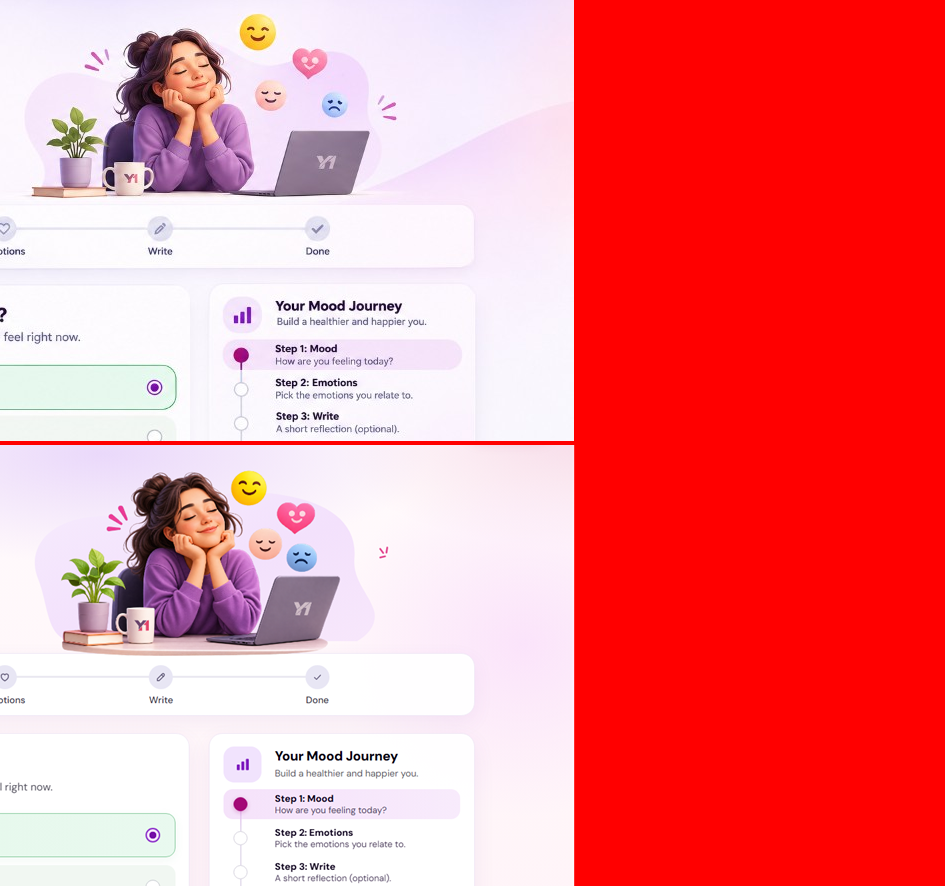 YI
YI
otions
Write
Done
?
feel right now.
Your Mood Journey
Build a healthier and happier you.
Step 1: Mood
How are you feeling today?
Step 2: Emotions
Pick the emotions you relate to.
Step 3: Write
A short reflection (optional).
YI
YI
otions
Write
Done
l right now.
Your Mood Journey
Build a healthier and happier you.
Step 1: Mood
How are you feeling today?
Step 2: Emotions
Pick the emotions you relate to.
Step 3: Write
A short reflection (optional).